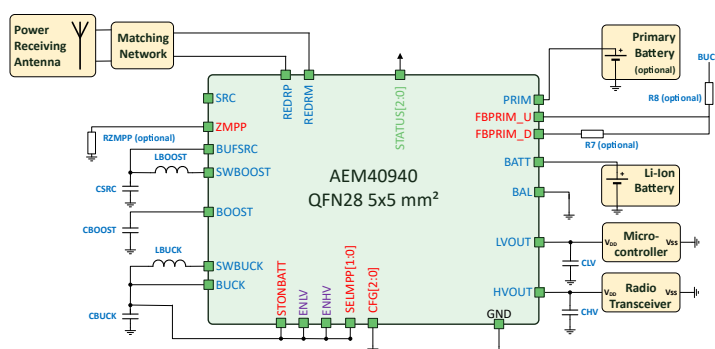 Power
Receiving
Antenna
Matching
Network
Primary
Battery
(optional)
BUC
SRC
REDRP
REDRM
STATUS[2:0]
PRIM
R8 (optional)
ZMPP
FBPRIM_U
RZMPP (optional)
FBPRIM_D
R7 (optional)
BUFSRC
LBOOST
SWBOOST
BATT
AEM40940
Li-Ion
Battery
CSRC
QFN28 5x5 mm²
BAL
BOOST
CBOOST
LVOUT
VDD
Micro-
controller
VSS
LBUCK
CLV
SWBUCK
BUCK
HVOUT
VDD
Radio
Transceiver
VSS
STONBATT
ENLV
ENHV
SELMPP[1:0]
CFG[2:0]
GND
CHV
CBUCK